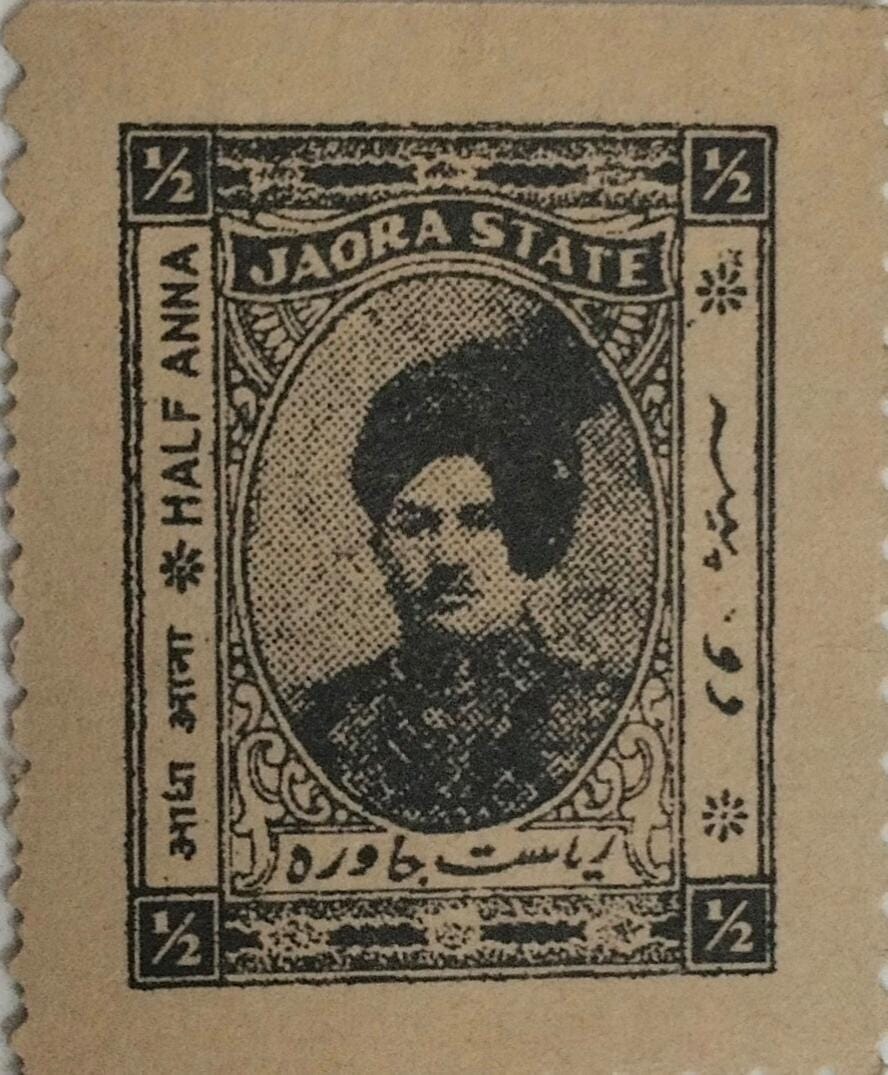 ½ ½
JAORA STATE
HALF ANNA
आधा आना
ریاست جاورہ
½ ½